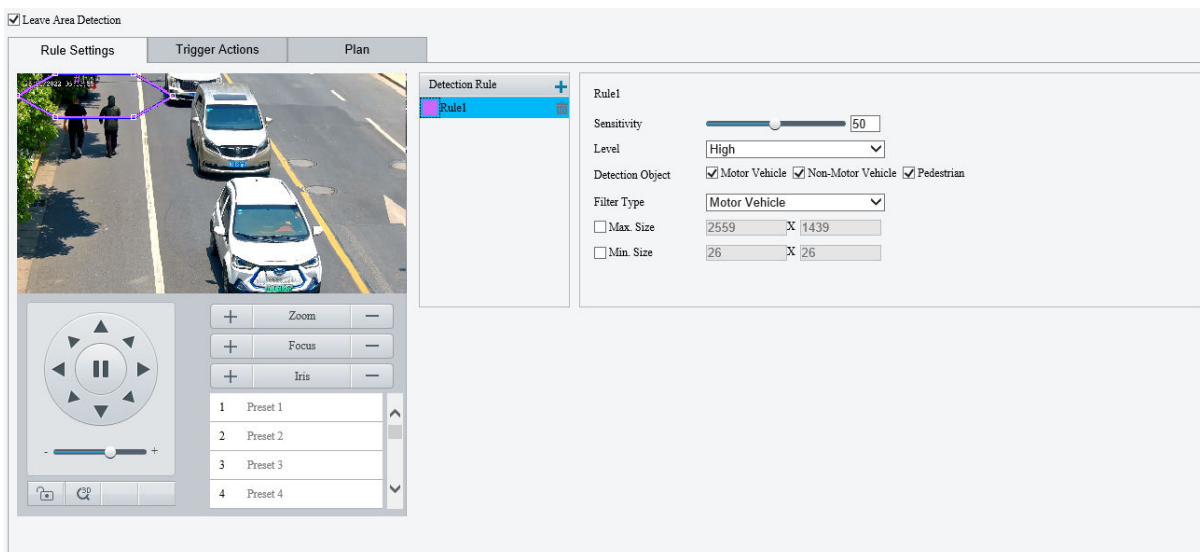 Leave Area Detection
Rule Settings Trigger Actions Plan
Detection Rule
Rule1
Rule1
Sensitivity 50
Level High
Detection Object Motor Vehicle Non-Motor Vehicle Pedestrian
Filter Type Motor Vehicle
Max. Size 2559 X 1439
Min. Size 26 X 26
+ Zoom −
+ Focus −
+ Iris −
1 Preset 1
2 Preset 2
3 Preset 3
4 Preset 4
- +
3D